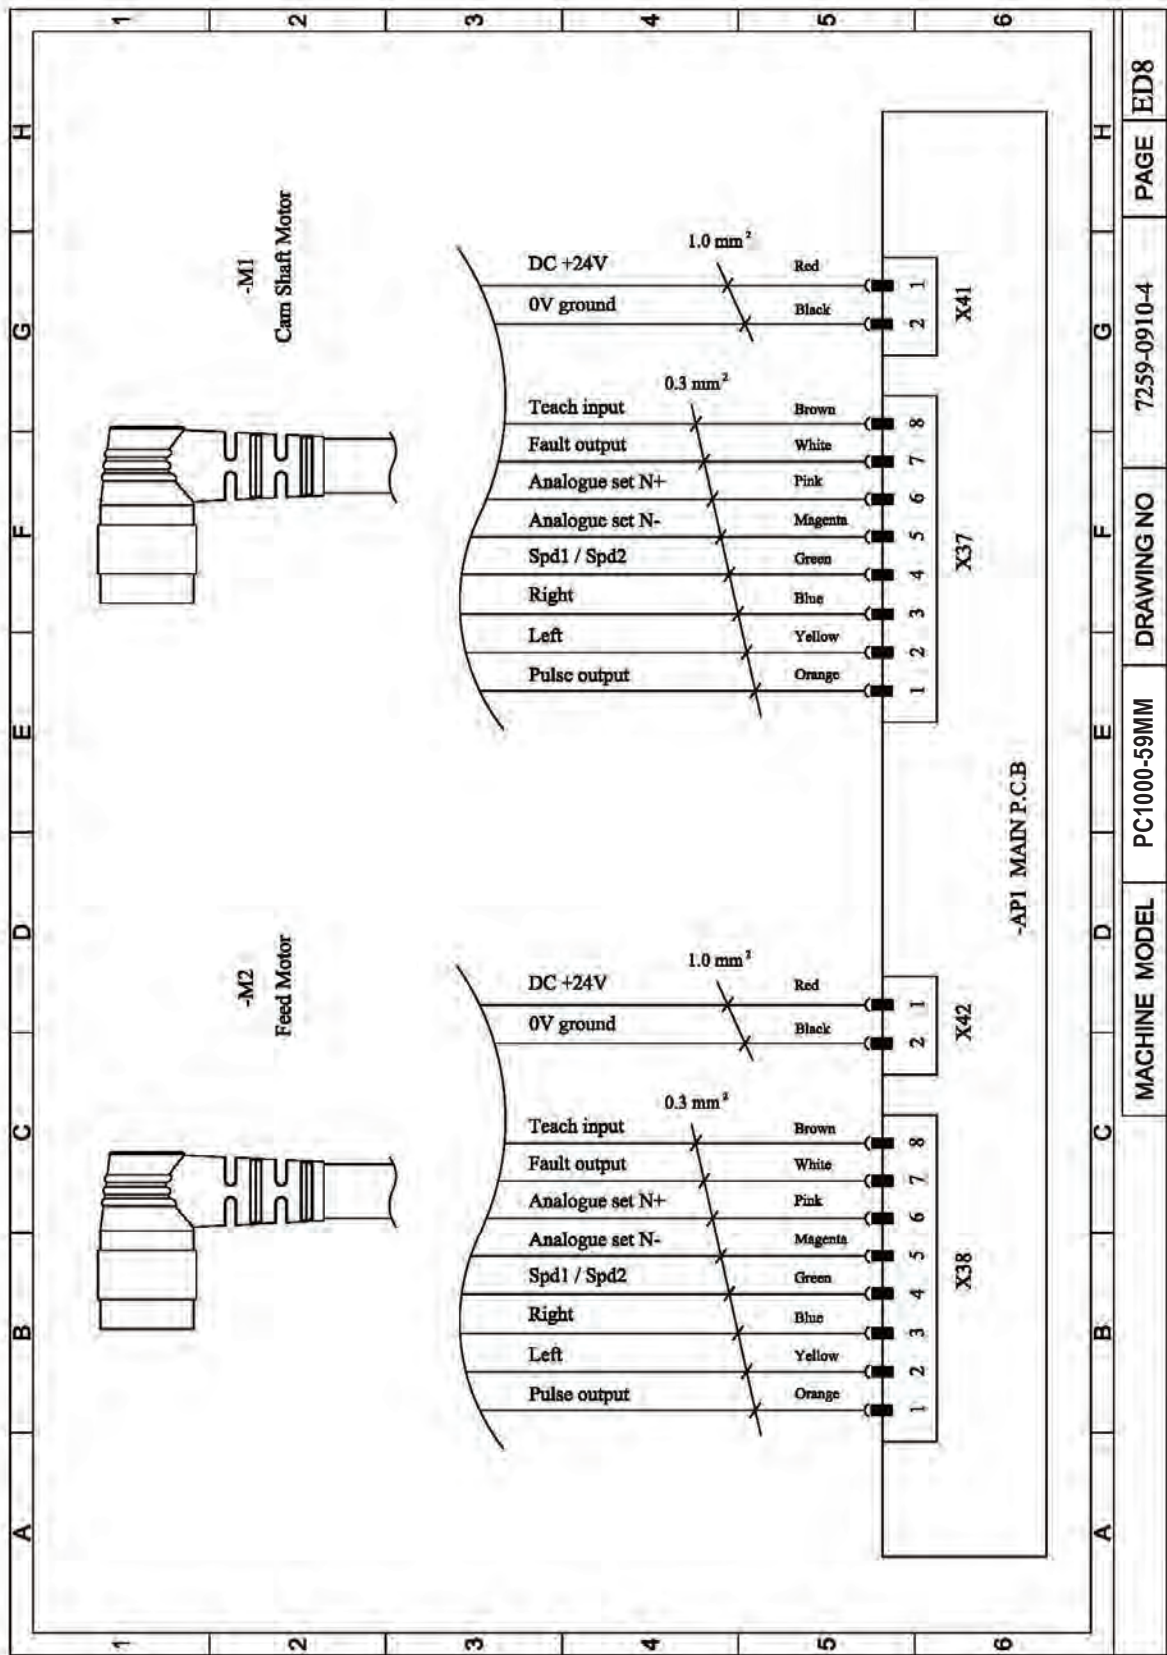 A B C D E F G H
1
2
3
4
5
6
-M2
Feed Motor
-M1
Cam Shaft Motor
Pulse output
Left
Right
Spd1 / Spd2
Analogue set N-
Analogue set N+
Fault output
Teach input
0.3 mm²
Orange
Yellow
Blue
Green
Magenta
Pink
White
Brown
1 2 3 4 5 6 7 8
X38
0V ground
DC +24V
1.0 mm²
Black
Red
2 1
X42
Pulse output
Left
Right
Spd1 / Spd2
Analogue set N-
Analogue set N+
Fault output
Teach input
0.3 mm²
Orange
Yellow
Blue
Green
Magenta
Pink
White
Brown
1 2 3 4 5 6 7 8
X37
0V ground
DC +24V
1.0 mm²
Black
Red
2 1
X41
-AP1 MAIN P.C.B
1
2
3
4
5
6
A B C D E F G H
MACHINE MODEL PC1000-59MM DRAWING NO 7259-0910-4 PAGE ED8